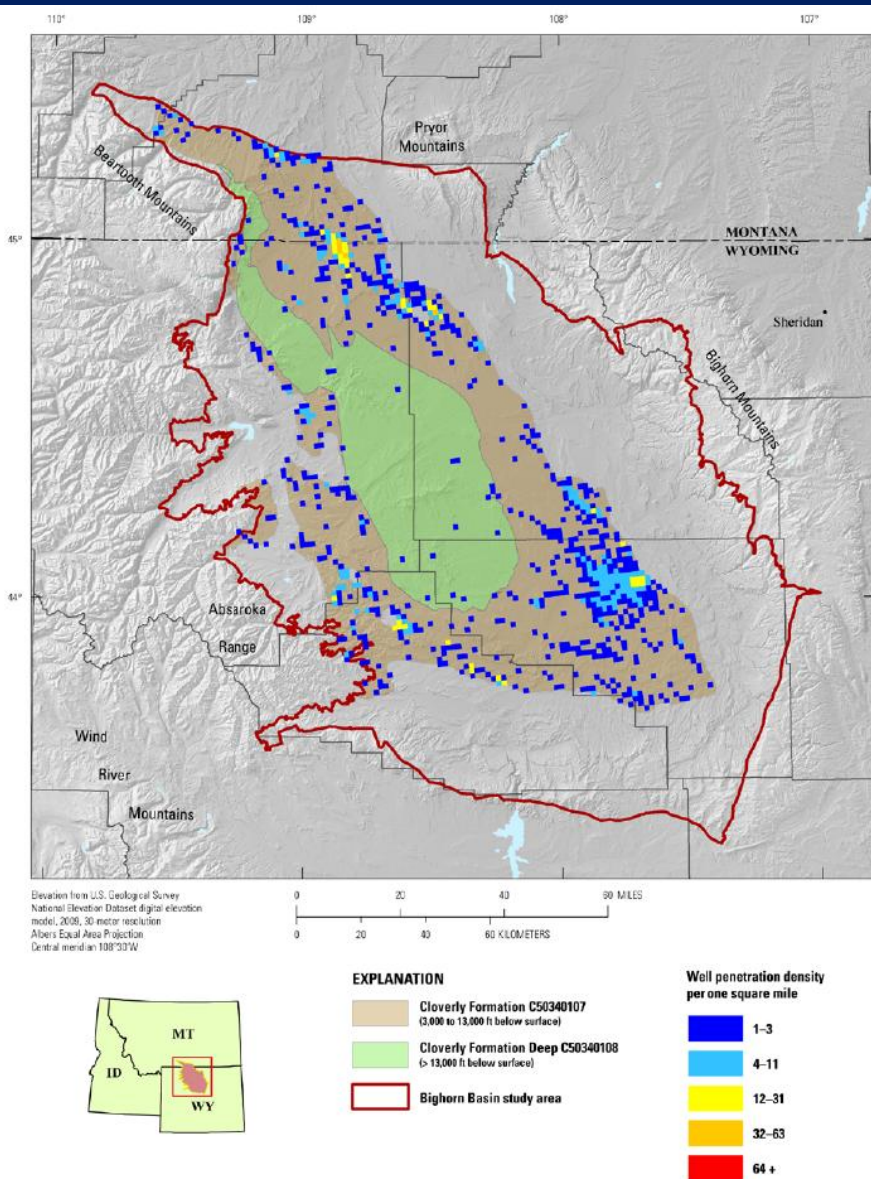 110°
109°
108°
107°
Pryor
Mountains
Beartooth Mountains
45°
MONTANA
WYOMING
Sheridan
Bighorn Mountains
44°
Absaroka
Range
Wind
River
Mountains
Elevation from U.S. Geological Survey
National Elevation Dataset digital elevation
model, 2009, 30-meter resolution
Albers Equal Area Projection
Central meridian 108°30'W
0 20 40 60 MILES
0 20 40 60 KILOMETERS
EXPLANATION
Cloverly Formation C50340107
(3,000 to 13,000 ft below surface)
Cloverly Formation Deep C50340108
(> 13,000 ft below surface)
Bighorn Basin study area
Well penetration density
per one square mile
1–3
4–11
12–31
32–63
64 +
MT
ID
WY